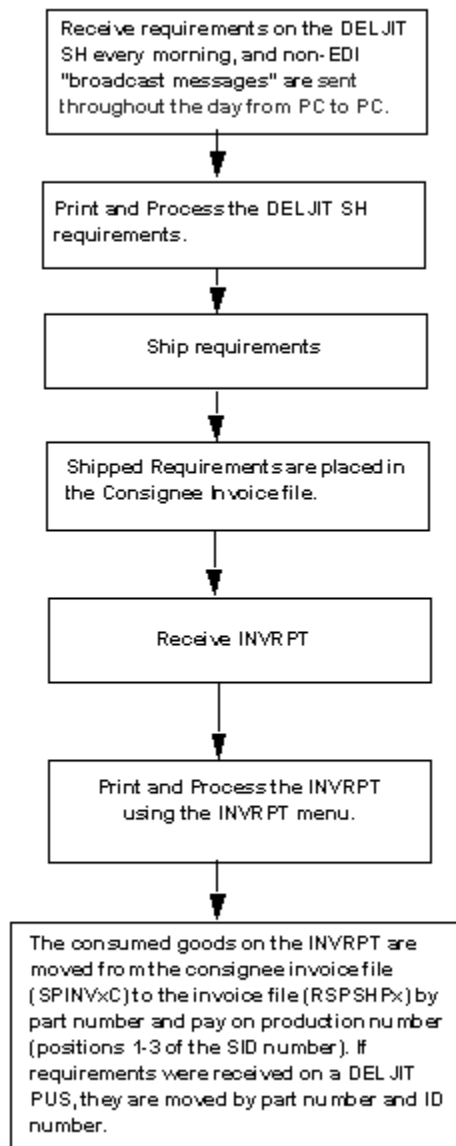 Receive requirements on the DELJIT
SH every morning, and non-EDI
"broadcast messages" are sent
throughout the day from PC to PC.
Print and Process the DELJIT SH
requirements.
Ship requirements
Shipped Requirements are placed in
the Consignee Invoice file.
Receive INVRPT
Print and Process the INVRPT
using the INVRPT menu.
The consumed goods on the INVRPT are
moved from the consignee invoice file
(SPINVxC) to the invoice file (RSPSHPx) by
part number and pay on production number
(positions 1-3 of the SID number). If
requirements were received on a DELJIT
PUS, they are moved by part number and ID
number.